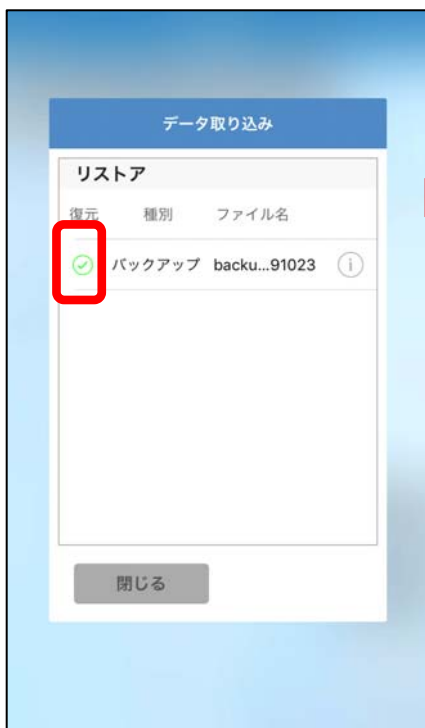 データ取り込み
リストア
復元 種別 ファイル名
バックアップ backu...91023
閉じる